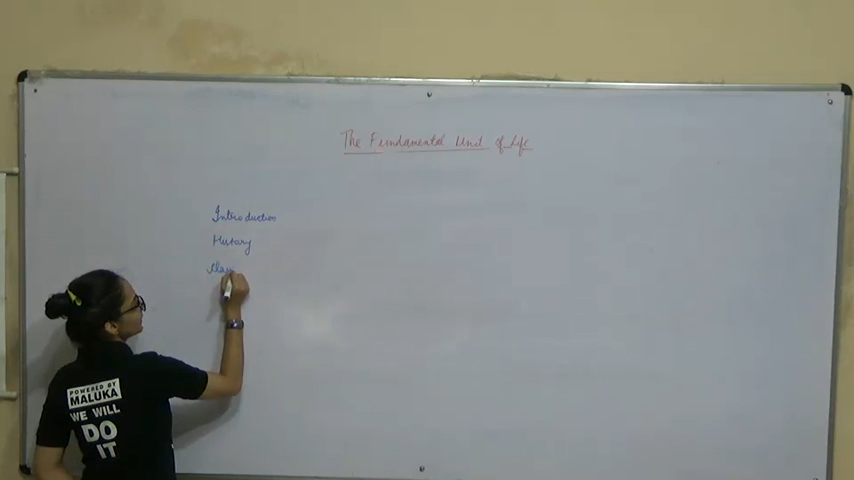 The Fundamental Unit of Life
Introduction
History
POWERED BY
MALUKA
WE WILL
DO
IT